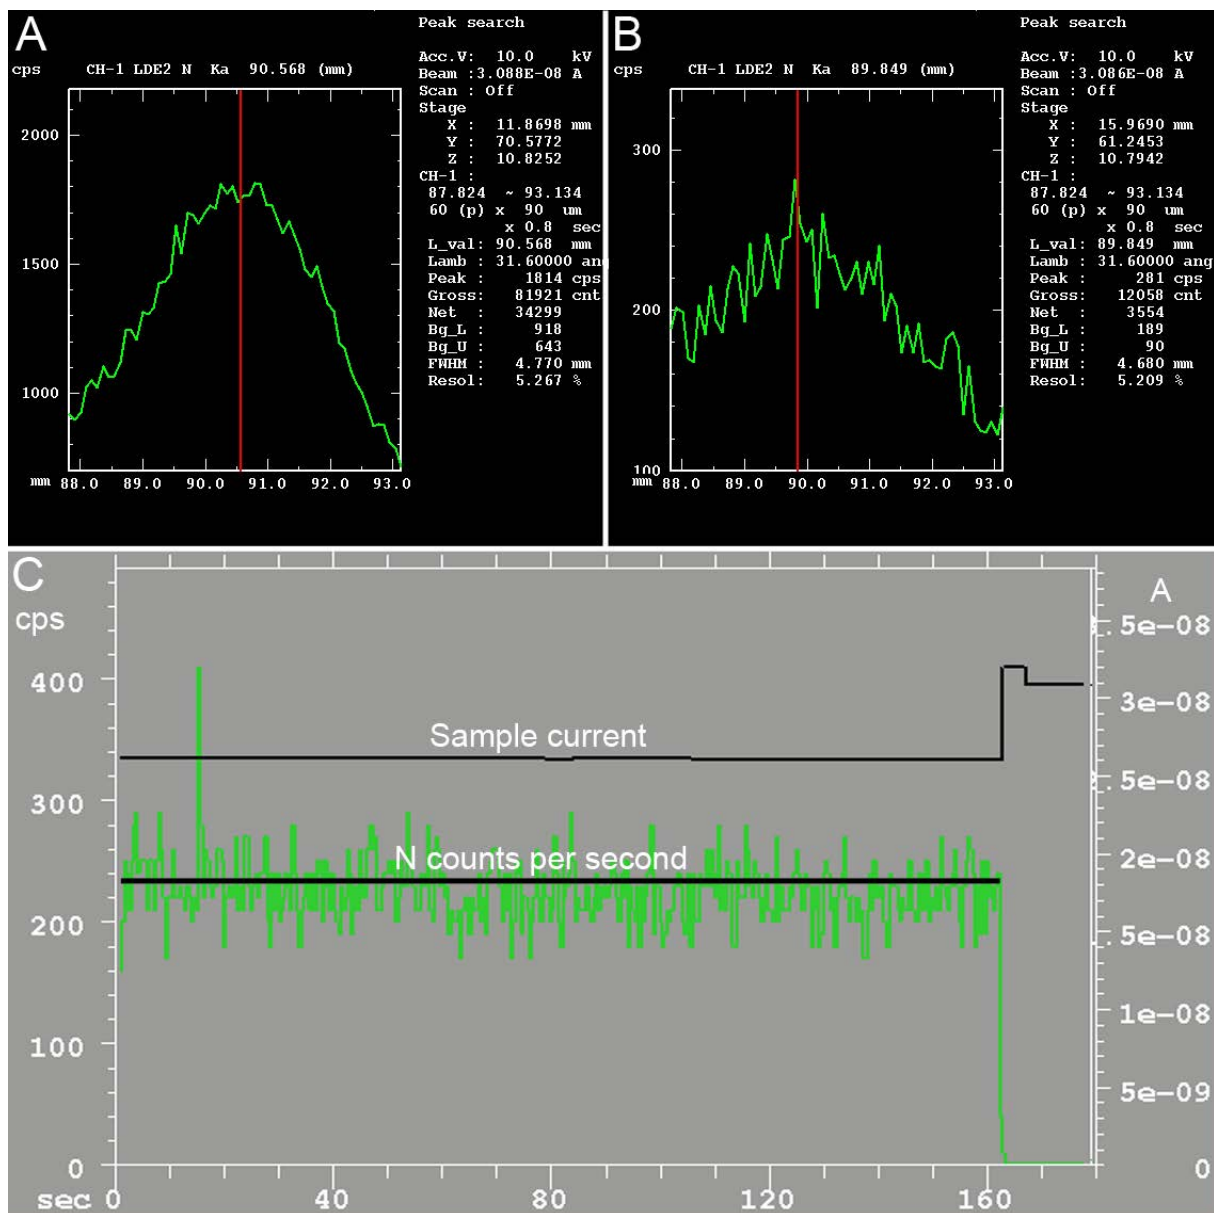 A
Peak search
cps
CH-1 LDE2 N Ka 90.568 (mm)
Acc.V: 10.0 kV
Beam :3.088E-08 A
Scan : Off
Stage
X : 11.8698 mm
Y : 70.5772
Z : 10.8252
CH-1 :
87.824 ~ 93.134
60 (p) x 90 um
x 0.8 sec
L_val: 90.568 mm
Lamb : 31.60000 ang
Peak : 1814 cps
Gross: 81921 cnt
Net : 34299
Bg_L : 918
Bg_U : 643
FWHM : 4.770 mm
Resol: 5.267 %
2000
1500
1000
mm 88.0 89.0 90.0 91.0 92.0 93.0
B
Peak search
cps
CH-1 LDE2 N Ka 89.849 (mm)
Acc.V: 10.0 kV
Beam :3.086E-08 A
Scan : Off
Stage
X : 15.9690 mm
Y : 61.2453
Z : 10.7942
CH-1 :
87.824 ~ 93.134
60 (p) x 90 um
x 0.8 sec
L_val: 89.849 mm
Lamb : 31.60000 ang
Peak : 281 cps
Gross: 12058 cnt
Net : 3554
Bg_L : 189
Bg_U : 90
FWHM : 4.680 mm
Resol: 5.209 %
300
200
100
mm 88.0 89.0 90.0 91.0 92.0 93.0
C
cps
A
400
300
200
100
0
Sample current
N counts per second
.5e-08
3e-08
.5e-08
2e-08
.5e-08
1e-08
5e-09
0
sec 0 40 80 120 160